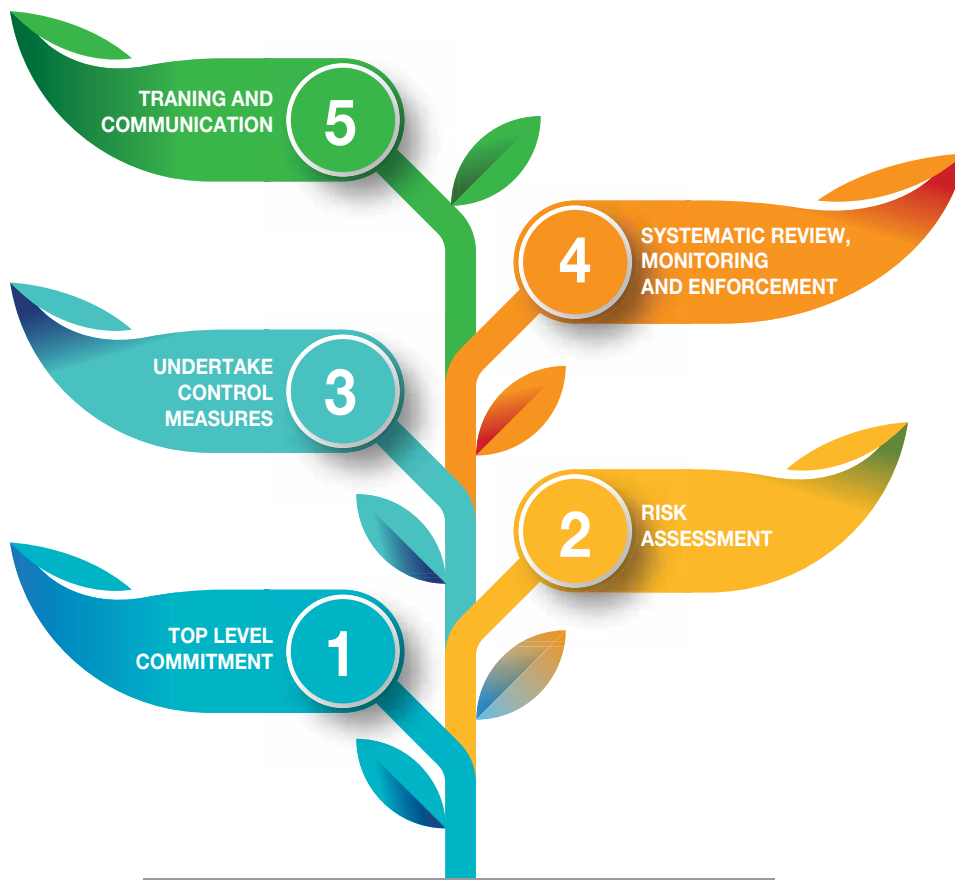 TRANING AND
COMMUNICATION
5
4
SYSTEMATIC REVIEW,
MONITORING
AND ENFORCEMENT
UNDERTAKE
CONTROL
MEASURES
3
2
RISK
ASSESSMENT
TOP LEVEL
COMMITMENT
1